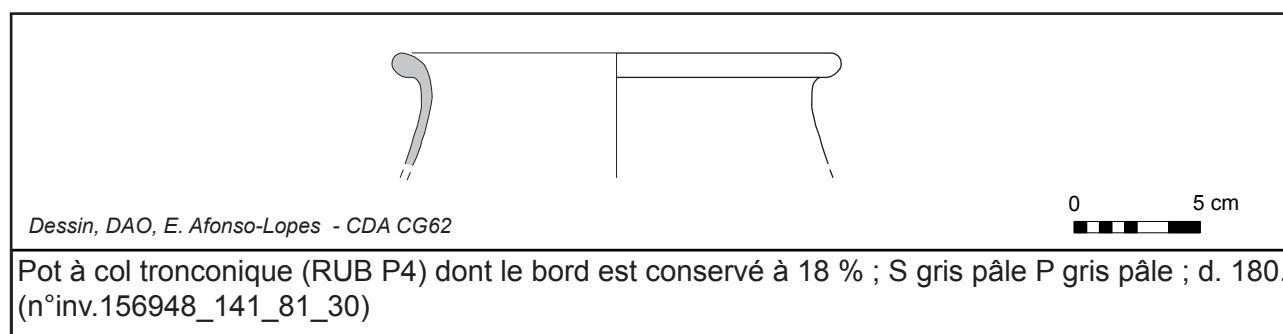 0 5 cm
Dessin, DAO, E. Afonso-Lopes - CDA CG62
Pot à col tronconique (RUB P4) dont le bord est conservé à 18 % ; S gris pâle P gris pâle ; d. 180.
(n°inv.156948_141_81_30)